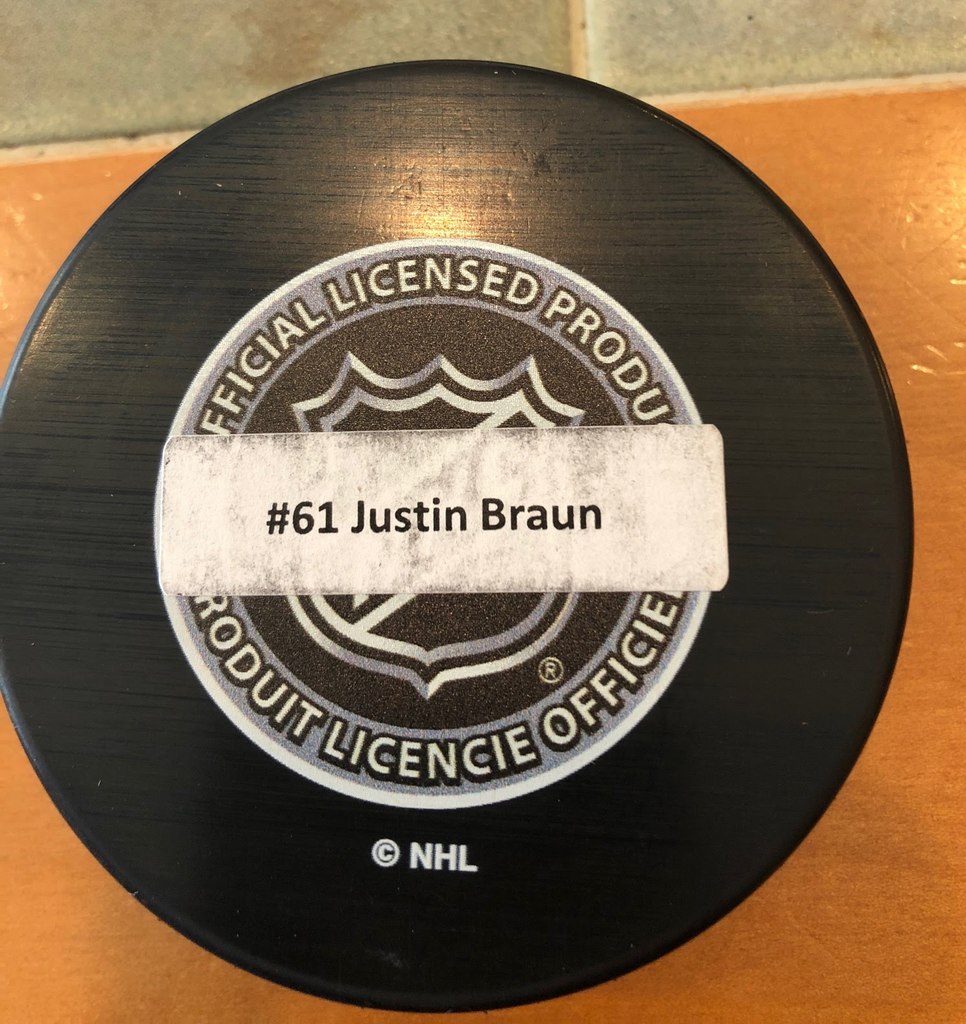 FFICIAL LICENSED PRODU
#61 Justin Braun
RODUIT LICENCIE OFFICIE
®
© NHL